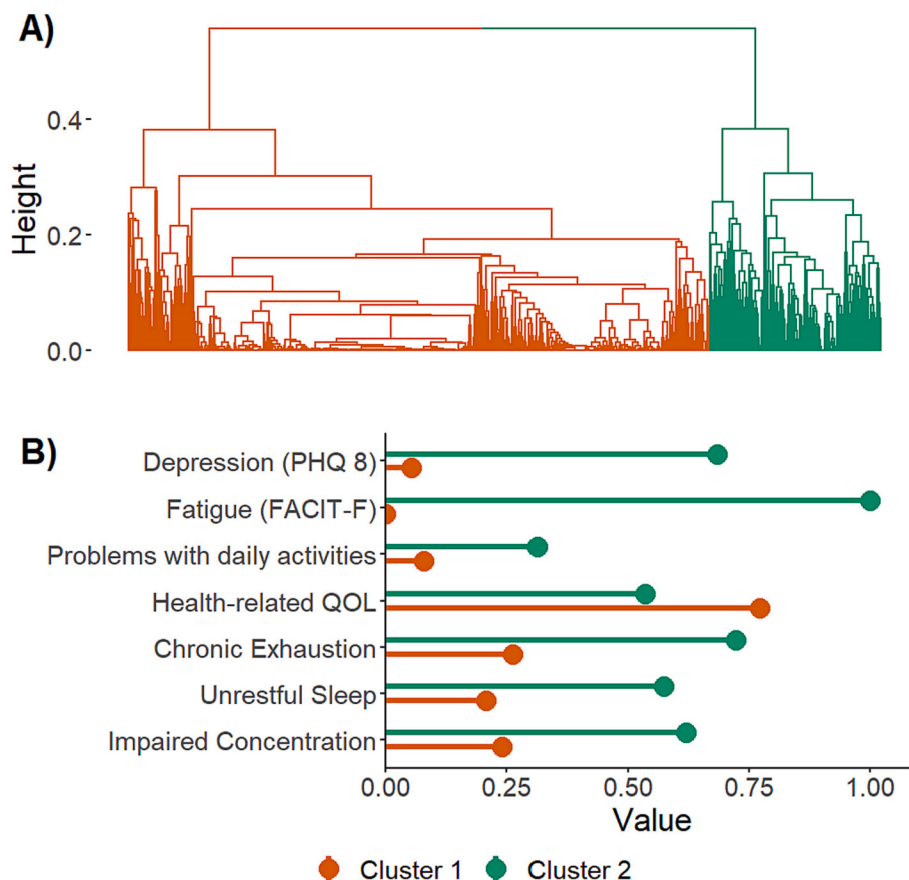 A)
Height
0.4
0.2
0.0
B)
Depression (PHQ 8)
Fatigue (FACIT-F)
Problems with daily activities
Health-related QOL
Chronic Exhaustion
Unrestful Sleep
Impaired Concentration
0.00 0.25 0.50 0.75 1.00
Value
Cluster 1 Cluster 2